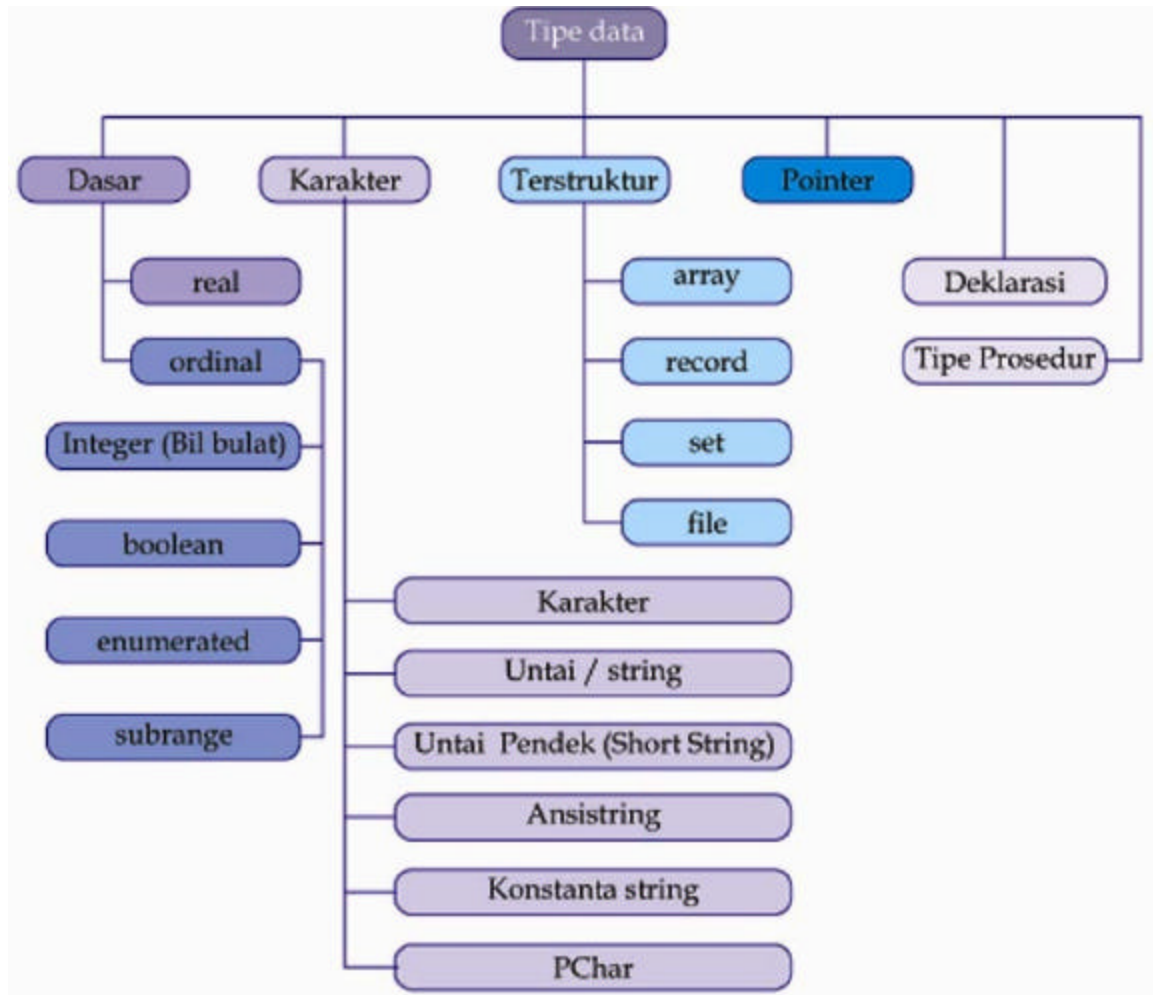 Tipe data
Dasar
Karakter
Terstruktur
Pointer
real
array
Deklarasi
ordinal
record
Tipe Prosedur
Integer (Bil bulat)
set
boolean
file
Karakter
enumerated
Untai / string
subrange
Untai Pendek (Short String)
Ansistring
Konstanta string
PChar